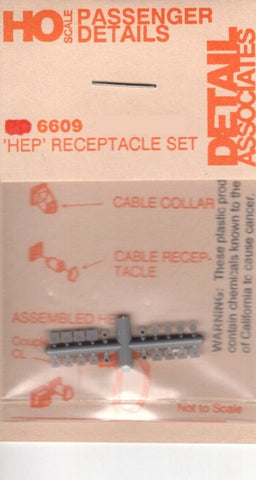 HO SCALE PASSENGER DETAILS
DETAIL ASSOCIATES
6609
'HEP' RECEPTACLE SET
CABLE COLLAR
CABLE RECEP-
TACLE
ASSEMBLED
Not to Scale
WARNING: These plastic prod
contain chemicals known to the
of California to cause cancer,